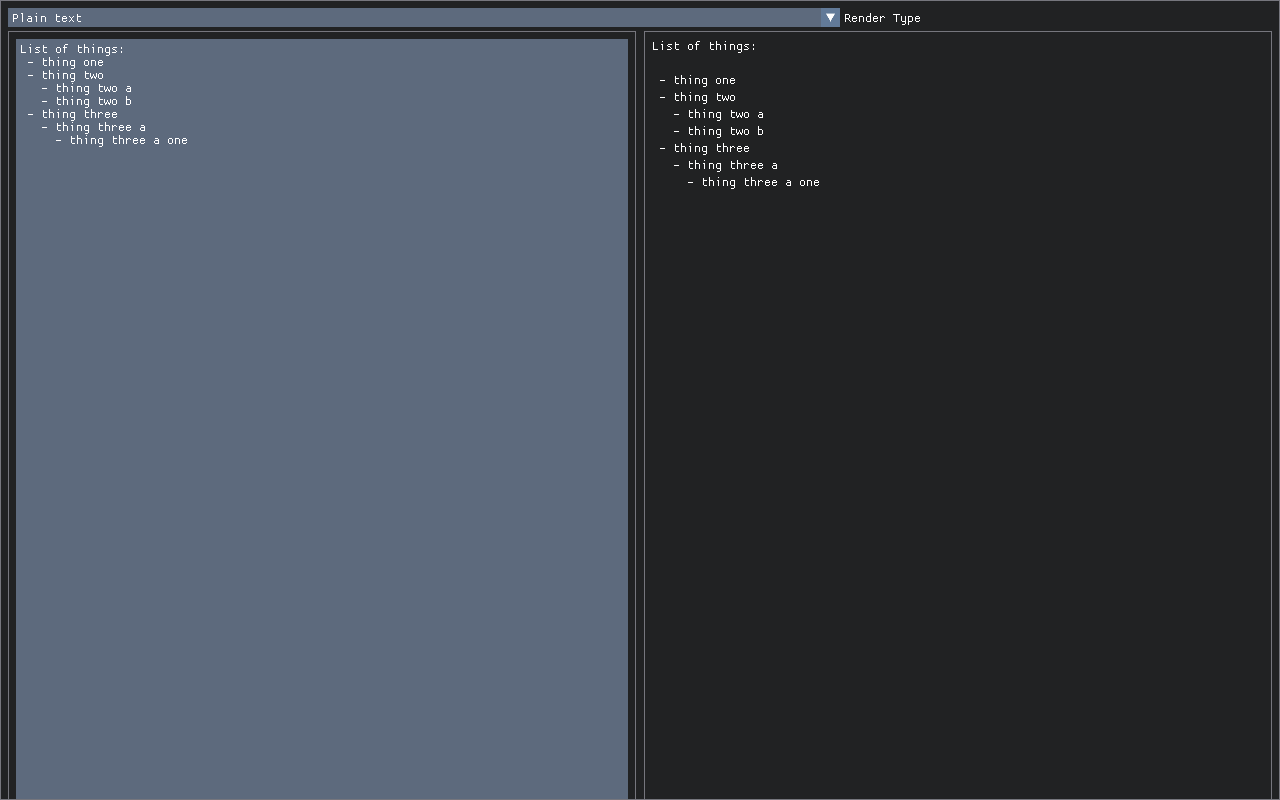 Plain text ▼ Render Type
List of things:
 - thing one
 - thing two
   - thing two a
   - thing two b
 - thing three
   - thing three a
     - thing three a one
List of things:

 - thing one
 - thing two
   - thing two a
   - thing two b
 - thing three
   - thing three a
     - thing three a one